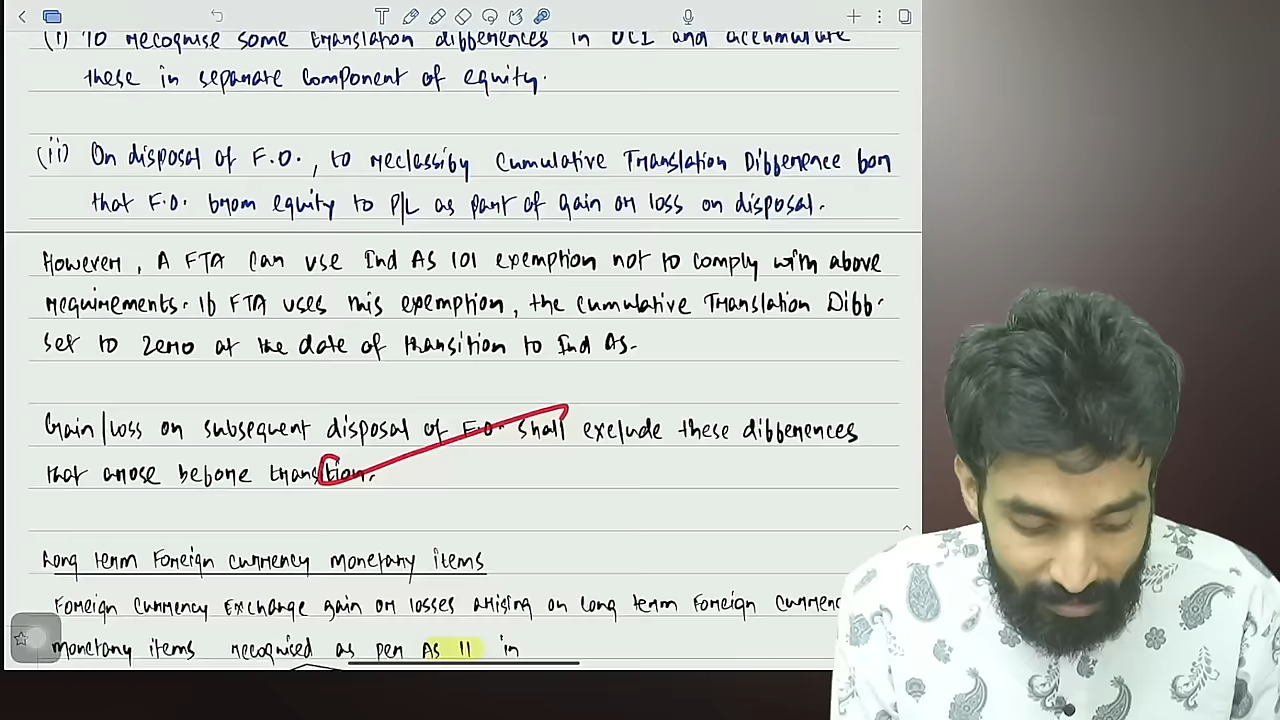 (i) To recognise some translation differences in OCI and accumulate
these in separate component of equity.
(ii) On disposal of F.O., to reclassify Cumulative Translation Difference for
that F.O. from equity to P/L as part of gain or loss on disposal.
However, A FTA can use Ind AS 101 exemption not to comply with above
requirements. If FTA uses this exemption, the cumulative Translation Diff.
set to zero at the date of transition to Ind AS.
Gain/loss on subsequent disposal of F.O. shall exclude these differences
that arose before transition.
Long term Foreign currency monetary items
Foreign Currency Exchange gain or losses arising on Long term Foreign
monetary items recognised as per AS 11 in